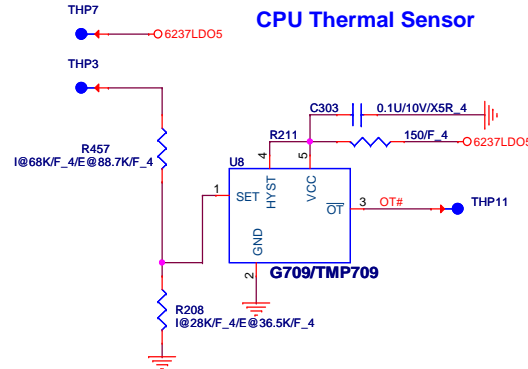 CPU Thermal Sensor
THP7
6237LDO5
THP3
C303
0.1U/10V/X5R_4
R211
150/F_4
6237LDO5
R457
I@68K/F_4/E@88.7K/F_4
U8
4
5
1
SET
HYST
VCC
OT
3
OT#
THP11
GND
2
G709/TMP709
R208
I@28K/F_4/E@36.5K/F_4